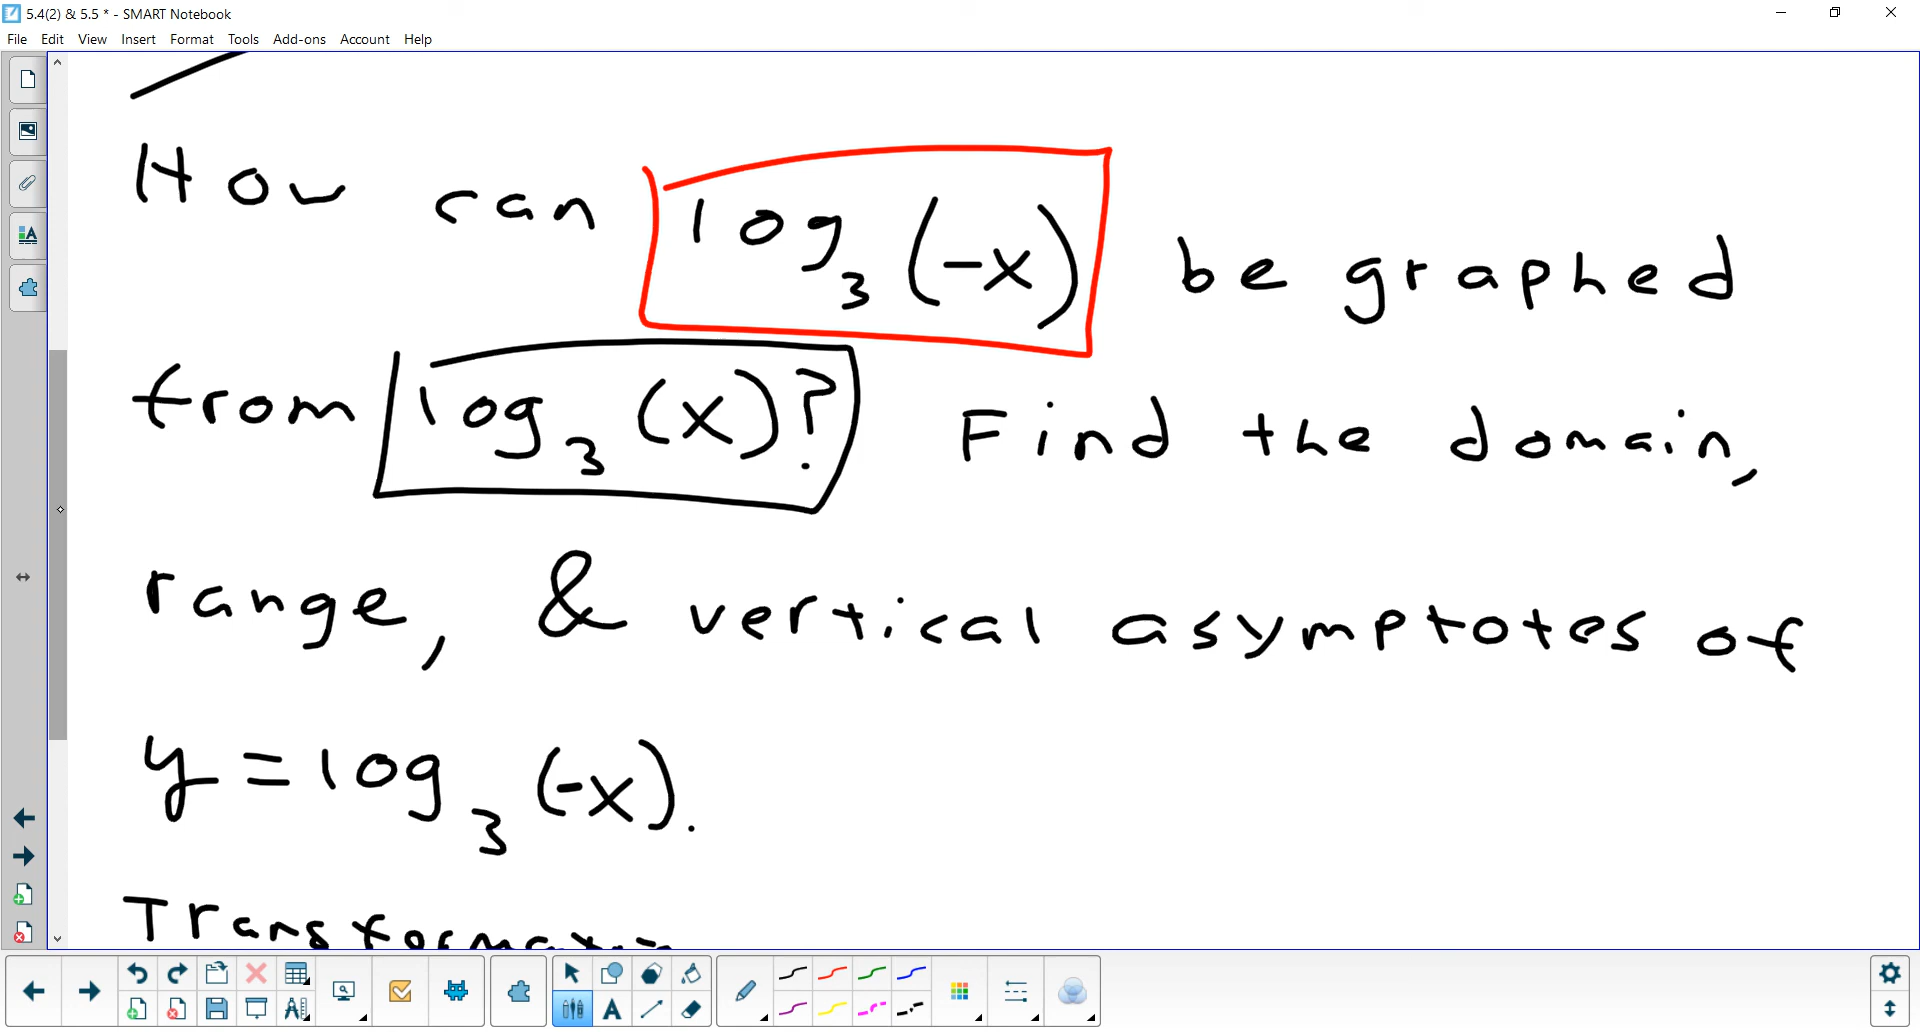 5.4(2) & 5.5 * - SMART Notebook
File Edit View Insert Format Tools Add-ons Account Help
How can log₃(-x) be graphed
from log₃(x)? Find the domain,
range, & vertical asymptotes of
y = log₃(-x).